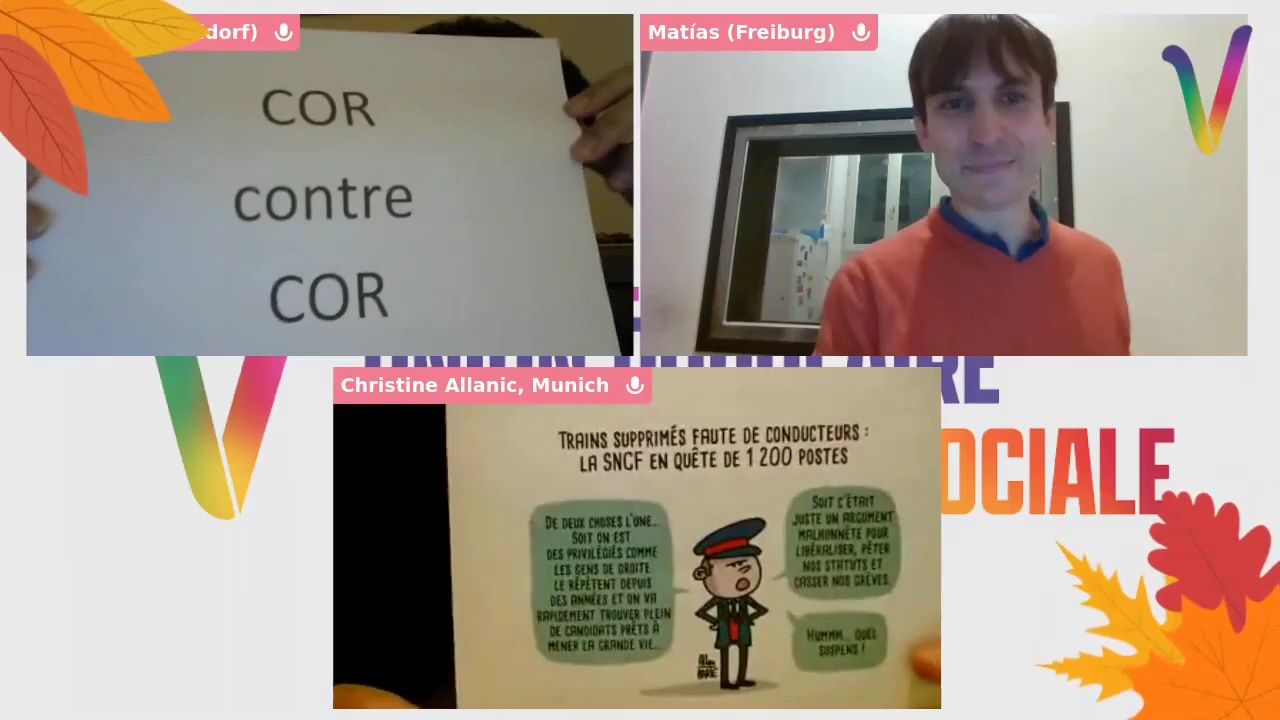 dorf)
COR
contre
COR
Matías (Freiburg)
Christine Allanic, Munich
TRAINS SUPPRIMÉS FAUTE DE CONDUCTEURS :
LA SNCF EN QUÊTE DE 1 200 POSTES
DE DEUX CHOSES L'UNE...
SOIT ON EST
DES PRIVILÉGIÉS COMME
LES GENS DE DROITE
LE RÉPÈTENT DEPUIS
DES ANNÉES ET ON VA
RAPIDEMENT TROUVER PLEIN
DE CANDIDATS PRÊTS À
MENER LA GRANDE VIE...
SOIT C'ÉTAIT
JUSTE UN ARGUMENT
MALHONNÊTE POUR
LIBÉRALISER, PÉTER
NOS STATUTS ET
CASSER NOS GRÈVES.
HUMMM... QUEL
SUSPENS !
OCIALE